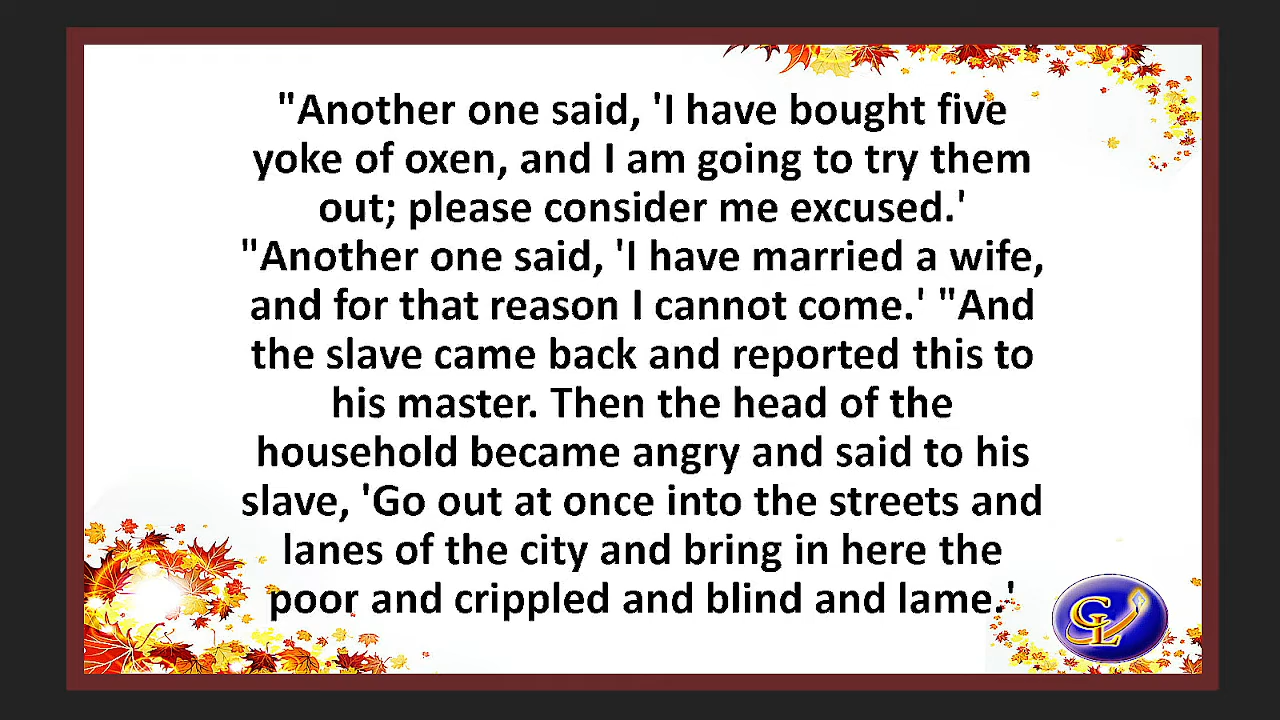 "Another one said, 'I have bought five
yoke of oxen, and I am going to try them
out; please consider me excused.'
"Another one said, 'I have married a wife,
and for that reason I cannot come.' "And
the slave came back and reported this to
his master. Then the head of the
household became angry and said to his
slave, 'Go out at once into the streets and
lanes of the city and bring in here the
poor and crippled and blind and lame.'
CL